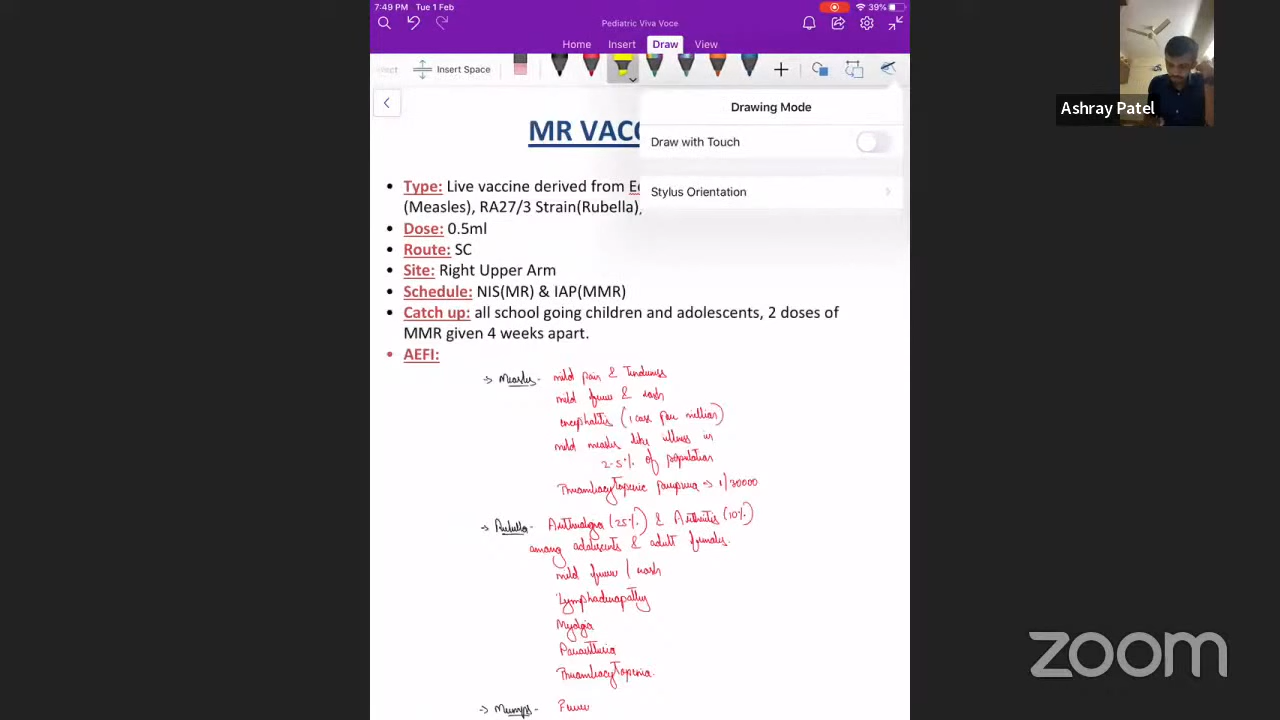 7:49 PM Tue 1 Feb
39%
Pediatric Viva Voce
Home Insert Draw View
Insert Space
Drawing Mode
Draw with Touch
Stylus Orientation
Ashray Patel
MR VACC
• Type: Live vaccine derived from
(Measles), RA27/3 Strain(Rubella),
• Dose: 0.5ml
• Route: SC
• Site: Right Upper Arm
• Schedule: NIS(MR) & IAP(MMR)
• Catch up: all school going children and adolescents, 2 doses of
MMR given 4 weeks apart.
• AEFI:
-> Measles - mild pain & tenderness
mild fever & rash
encephalitis (1 case per million)
mild measles like illness in
2-5% of population
Thrombocytopenic purpura -> 1/30000
-> Rubella - Arthralgia (25%) & Arthritis (10%)
among adolescents & adult females.
mild fever / rash
Lymphadenopathy
Myalgia
Paraesthesia
Thrombocytopenia.
-> Mumps - Fever
zoom